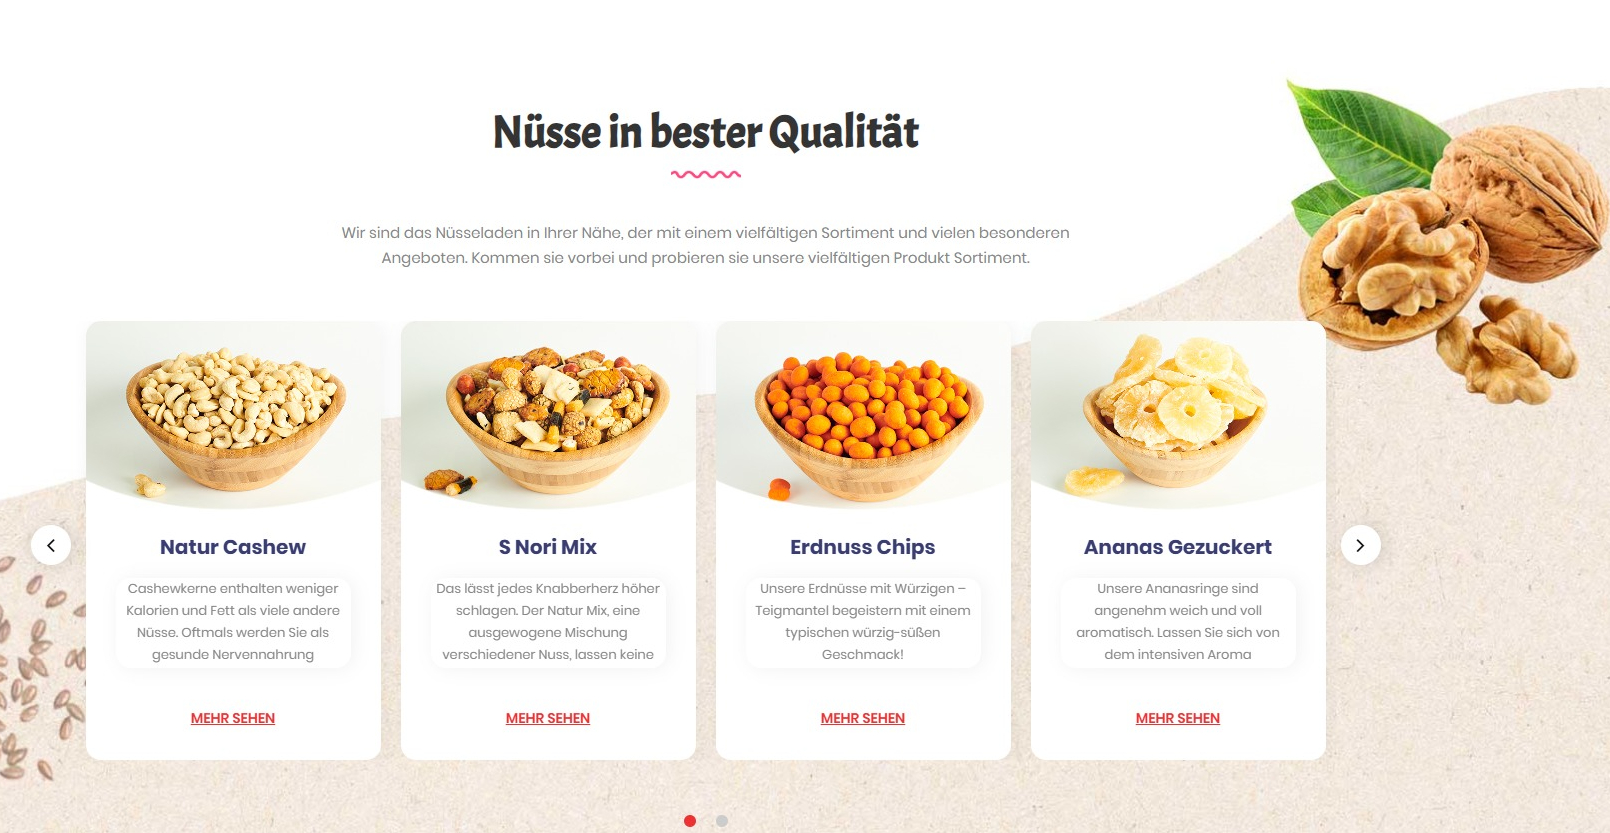 Nüsse in bester Qualität
Wir sind das Nüsseladen in Ihrer Nähe, der mit einem vielfältigen Sortiment und vielen besonderen
Angeboten. Kommen sie vorbei und probieren sie unsere vielfältigen Produkt Sortiment.
Natur Cashew
Cashewkerne enthalten weniger
Kalorien und Fett als viele andere
Nüsse. Oftmals werden Sie als
gesunde Nervennahrung
MEHR SEHEN
S Nori Mix
Das lässt jedes Knabberherz höher
schlagen. Der Natur Mix, eine
ausgewogene Mischung
verschiedener Nuss, lassen keine
MEHR SEHEN
Erdnuss Chips
Unsere Erdnüsse mit Würzigen –
Teigmantel begeistern mit einem
typischen würzig-süßen
Geschmack!
MEHR SEHEN
Ananas Gezuckert
Unsere Ananasringe sind
angenehm weich und voll
aromatisch. Lassen Sie sich von
dem intensiven Aroma
MEHR SEHEN